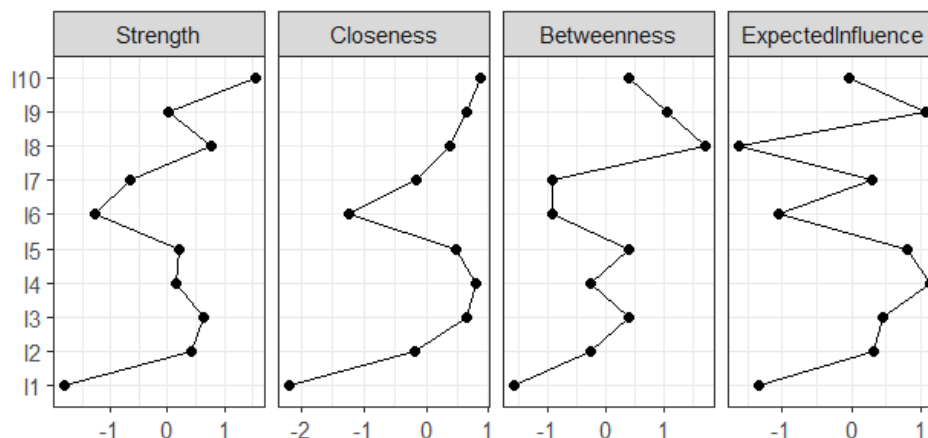 Strength Closeness Betweenness ExpectedInfluence
I10
I9
I8
I7
I6
I5
I4
I3
I2
I1
-1 0 1 -2 -1 0 1 -1 0 1 -1 0 1